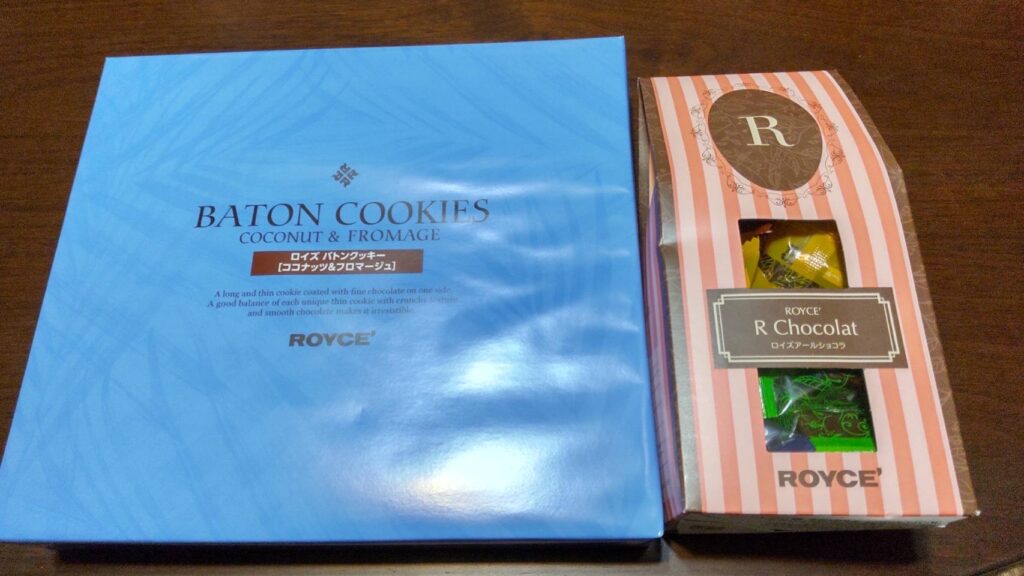 BATON COOKIES
COCONUT & FROMAGE
ロイズ バトンクッキー
[ココナッツ&フロマージュ]
A long and thin cookie coated with fine chocolate on one side.
A good balance of each unique thin cookie with crunchy texture
and smooth chocolate makes it irresistible.
ROYCE'
R
ROYCE'
R Chocolat
ロイズアールショコラ
ROYCE'